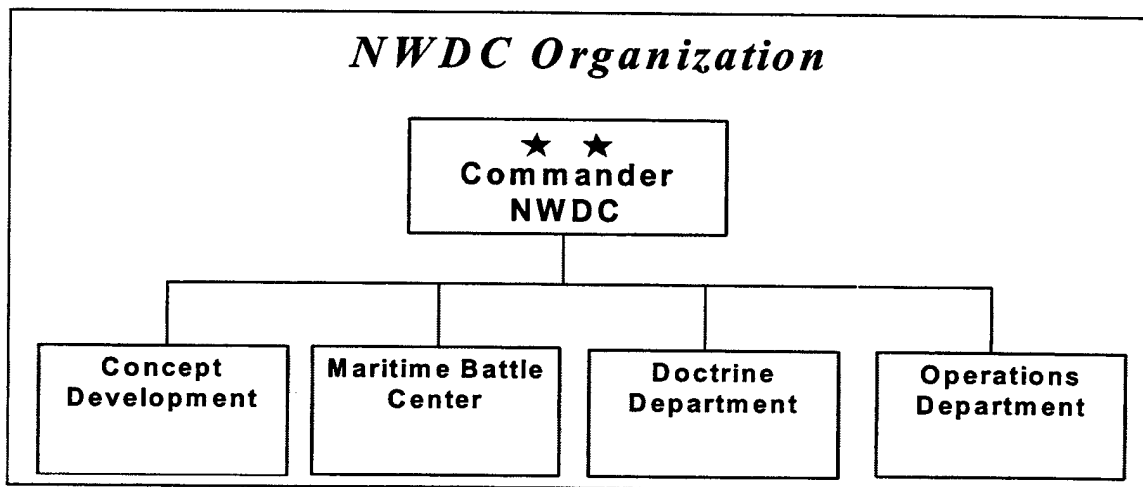 NWDC Organization
★ ★
Commander
NWDC
Concept
Development
Maritime Battle
Center
Doctrine
Department
Operations
Department